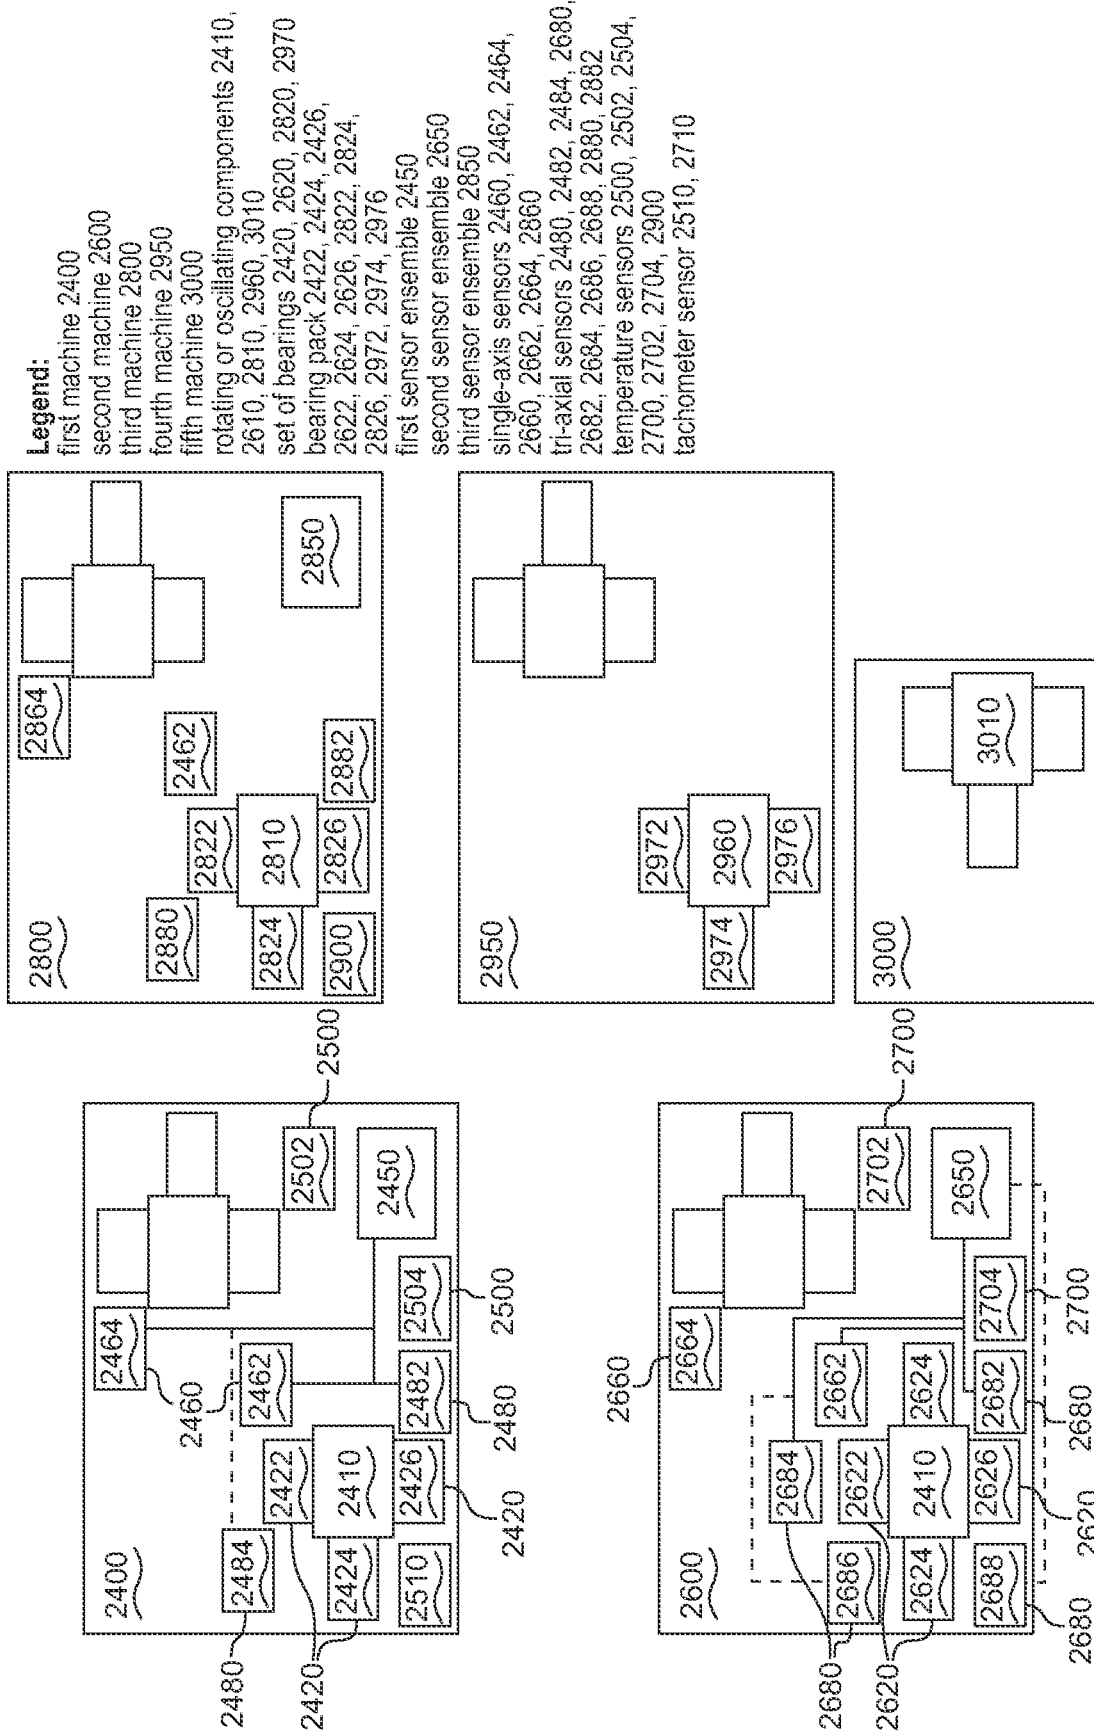 Legend:
first machine 2400
second machine 2600
third machine 2800
fourth machine 2950
fifth machine 3000
rotating or oscillating components 2410,
2610, 2810, 2960, 3010
set of bearings 2420, 2620, 2820, 2970
bearing pack 2422, 2424, 2426,
2622, 2624, 2626, 2822, 2824,
2826, 2972, 2974, 2976
first sensor ensemble 2450
second sensor ensemble 2650
third sensor ensemble 2850
single-axis sensors 2460, 2462, 2464,
2660, 2662, 2664, 2860
tri-axial sensors 2480, 2482, 2484, 2680,
2682, 2684, 2686, 2688, 2880, 2882
temperature sensors 2500, 2502, 2504,
2700, 2702, 2704, 2900
tachometer sensor 2510, 2710
2400
2464
2460
2484
2480
2462
2422
2502
2500
2424
2410
2420
2450
2510
2426
2482
2504
2420
2480
2500
2800
2864
2880
2462
2822
2850
2824
2810
2900
2826
2882
2600
2664
2660
2684
2686
2680
2662
2622
2702
2700
2624
2410
2624
2620
2650
2688
2626
2682
2704
2680
2620
2680
2700
2950
2972
2974
2960
2976
3000
3010